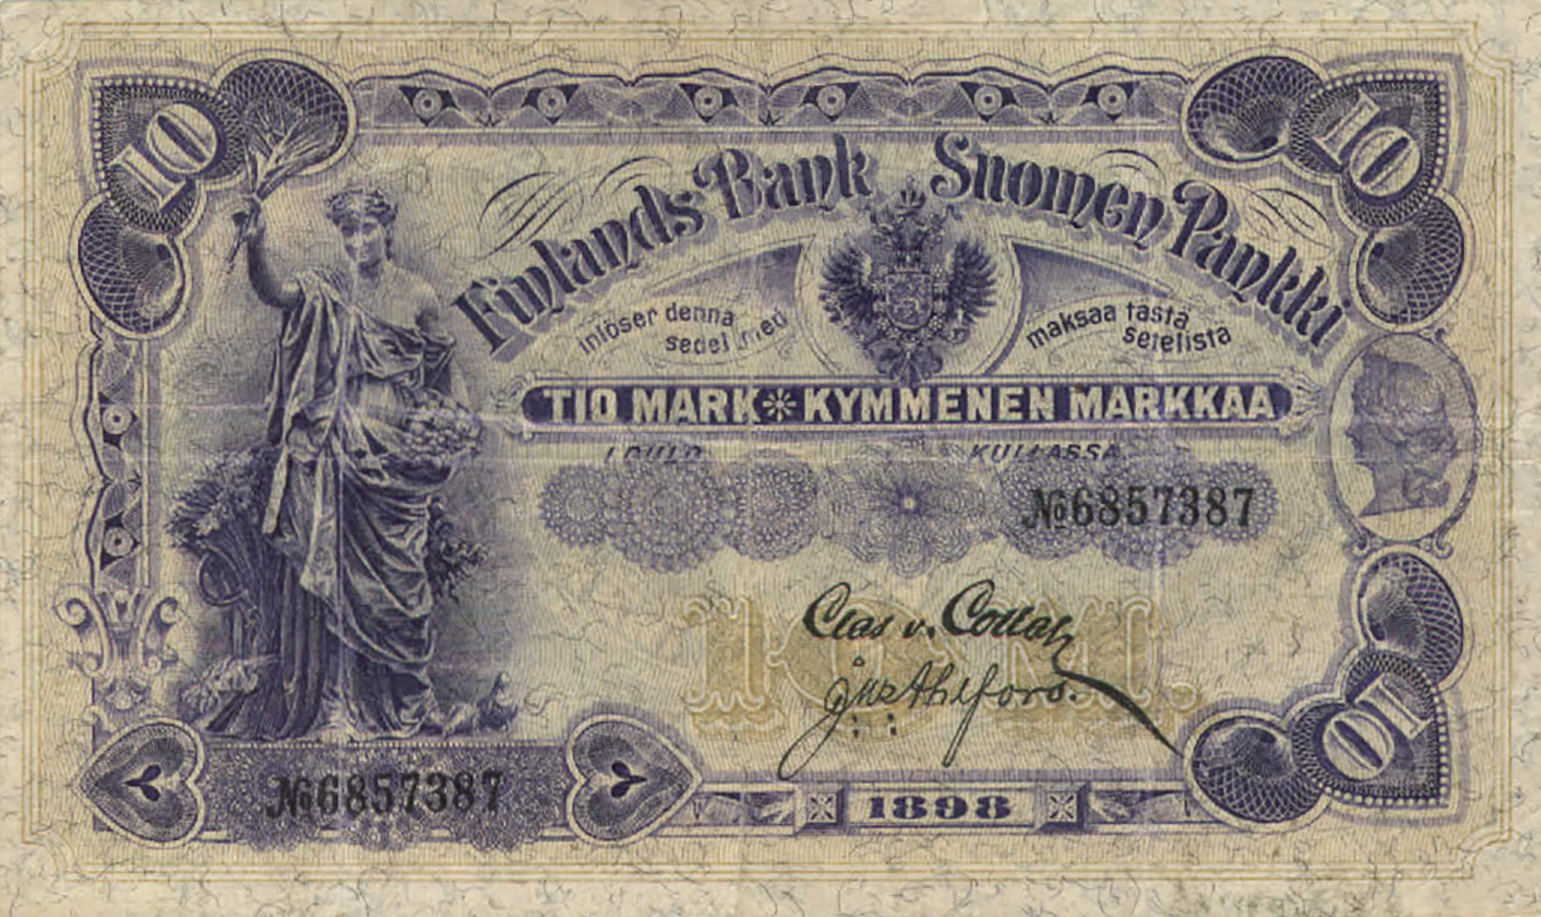 10
10
Finlands Bank Suomen Pankki
inlöser denna
sedel med
maksaa tästä
setelistä
TIO MARK * KYMMENEN MARKKAA
KULLASSA
№6857387
10 Mk.
Clas v. Collan
№6857387
1898
10